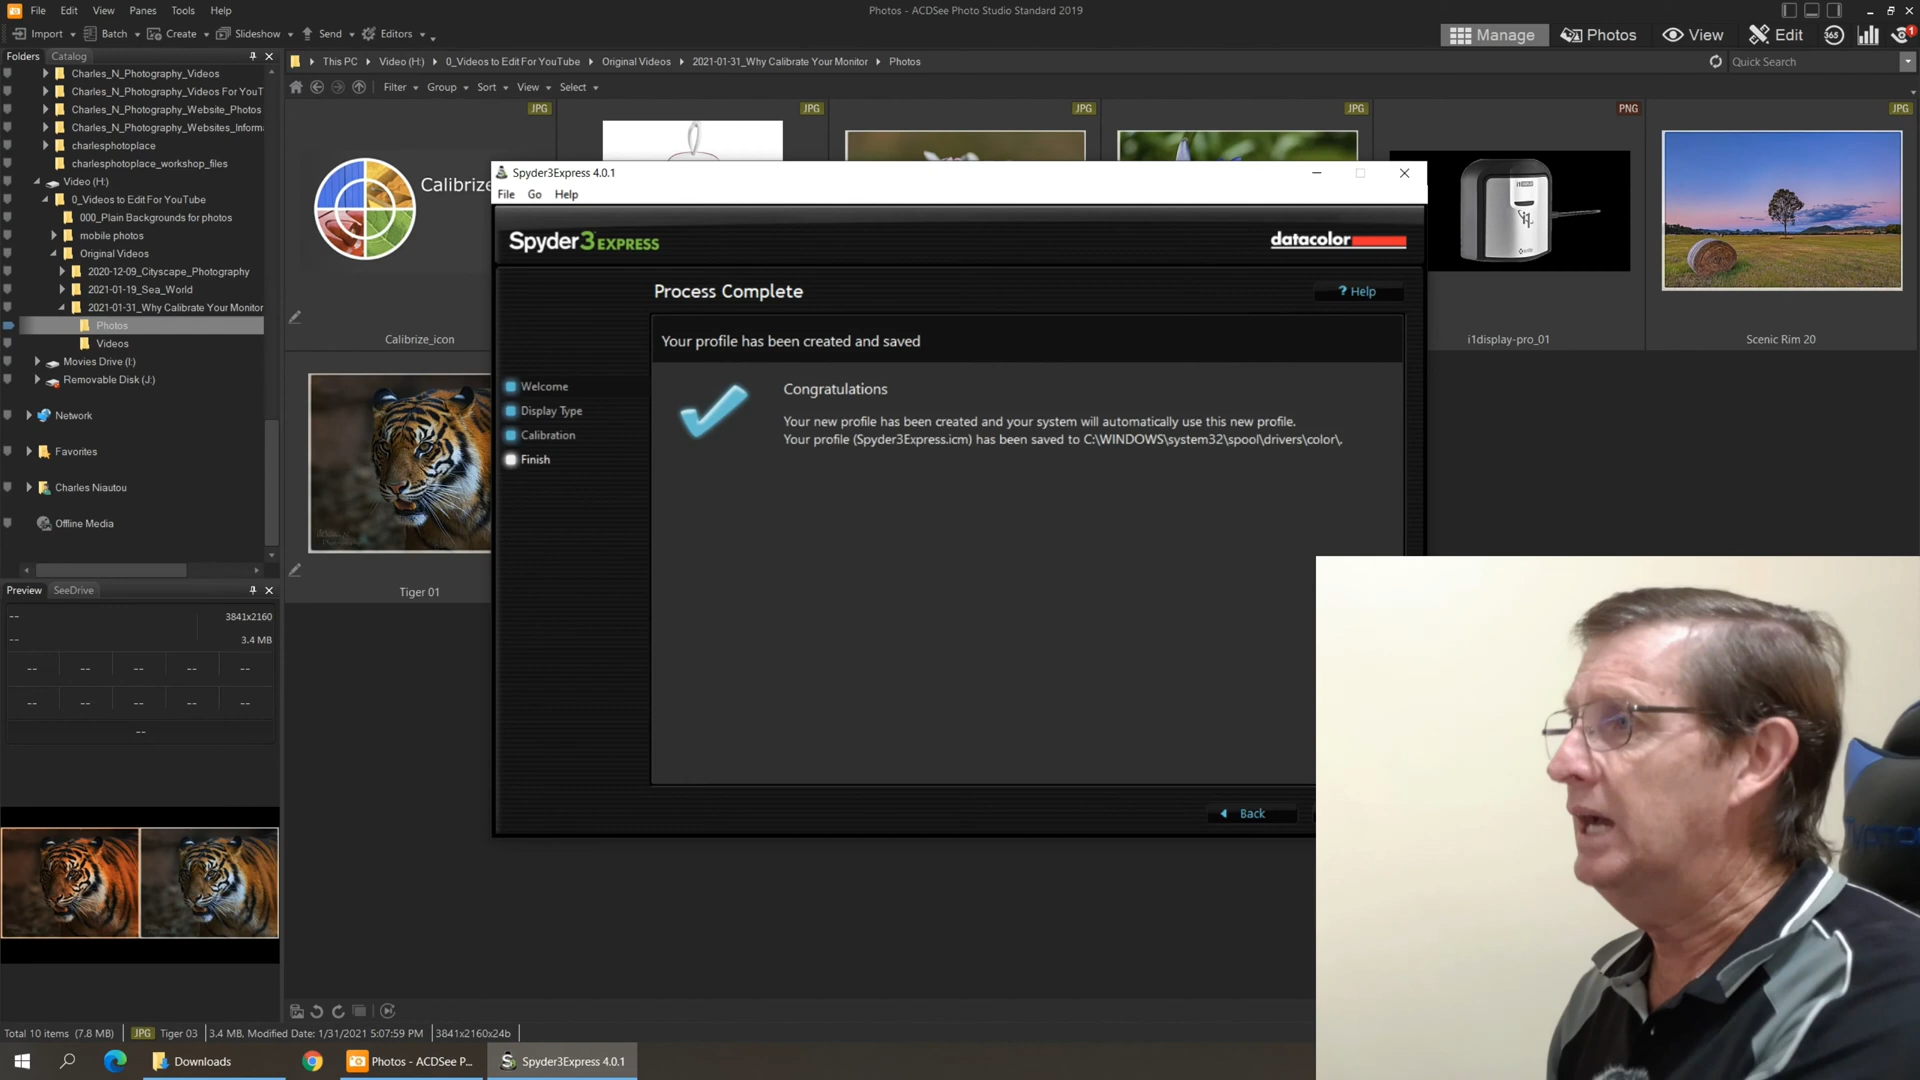 File Edit View Panes Tools Help
Photos - ACDSee Photo Studio Standard 2019
Import Batch Create Slideshow Send Editors
Manage Photos View Edit 365 1
Folders Catalog
This PC Video (H:) 0_Videos to Edit For YouTube Original Videos 2021-01-31_Why Calibrate Your Monitor Photos
Quick Search
Filter Group Sort View Select
Charles_N_Photography_Videos
Charles_N_Photography_Videos For YouT
Charles_N_Photography_Website_Photos
Charles_N_Photography_Websites_Informa
charlesphotoplace
charlesphotoplace_workshop_files
Video (H:)
0_Videos to Edit For YouTube
000_Plain Backgrounds for photos
mobile photos
Original Videos
2020-12-09_Cityscape_Photography
2021-01-19_Sea_World
2021-01-31_Why Calibrate Your Monitor
Photos
Videos
Movies Drive (I:)
Removable Disk (J:)
Network
Favorites
Charles Niautou
Offline Media
JPG JPG JPG JPG PNG JPG
Calibrize
Calibrize_icon
i1display-pro_01
Scenic Rim 20
Tiger 01
Spyder3Express 4.0.1
File Go Help
Spyder3EXPRESS
datacolor
Process Complete
? Help
Your profile has been created and saved
Welcome
Display Type
Calibration
Finish
Congratulations
Your new profile has been created and your system will automatically use this new profile.
Your profile (Spyder3Express.icm) has been saved to C:\WINDOWS\system32\spool\drivers\color\.
Back
Preview SeeDrive
-- 3841x2160
-- 3.4 MB
-- -- -- -- --
-- -- -- -- --
--
Total 10 items (7.8 MB) JPG Tiger 03 3.4 MB, Modified Date: 1/31/2021 5:07:59 PM 3841x2160x24b
Downloads
Photos - ACDSee P...
Spyder3Express 4.0.1